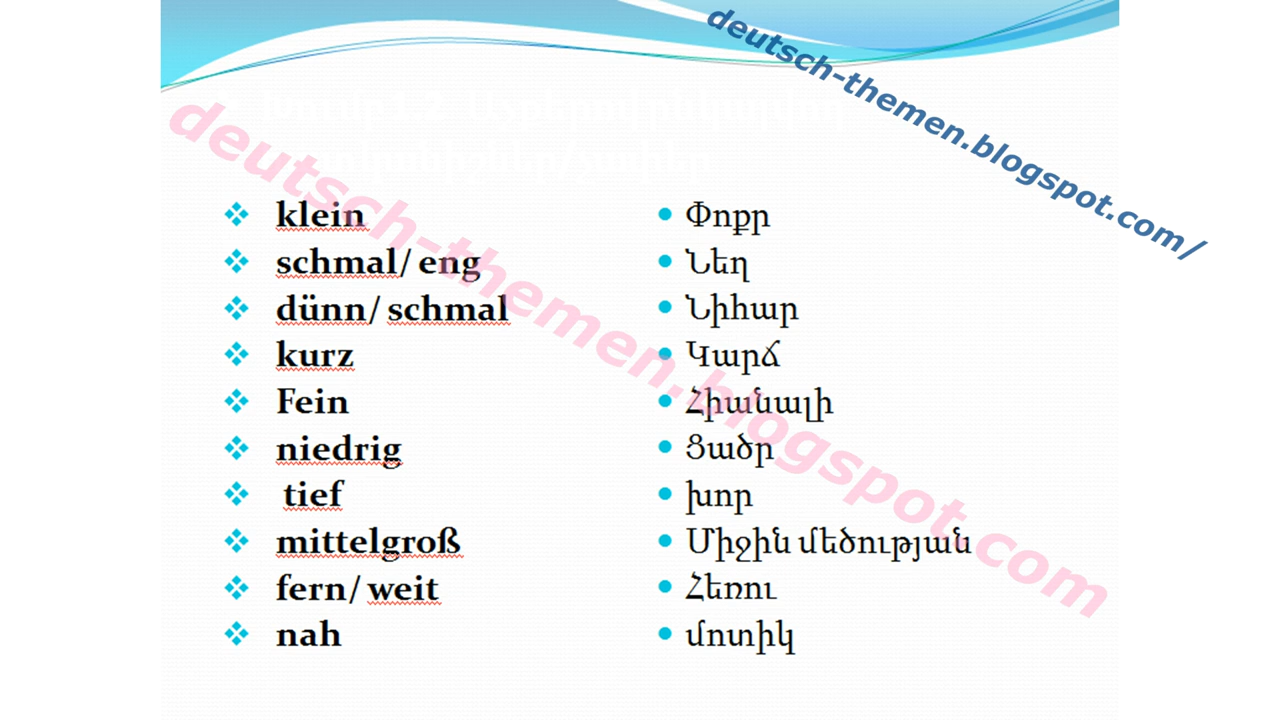 deutsch-themen.blogspot.com/
deutsch-themen.blogspot.com
klein
Փոքր
schmal/ eng
Նեղ
dünn/ schmal
Նիհար
kurz
Կարճ
Fein
Հիանալի
niedrig
Ցածր
tief
խոր
mittelgroß
Միջին մեծության
fern/ weit
Հեռու
nah
մոտիկ